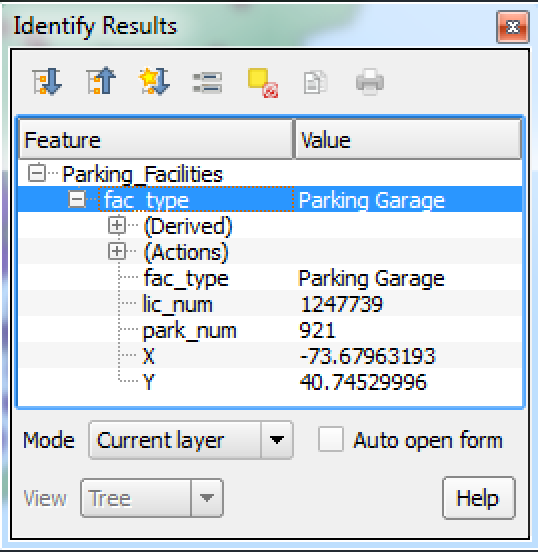 Identify Results
Feature Value
Parking_Facilities
fac_type Parking Garage
(Derived)
(Actions)
fac_type Parking Garage
lic_num 1247739
park_num 921
X -73.67963193
Y 40.74529996
Mode Current layer Auto open form
View Tree Help